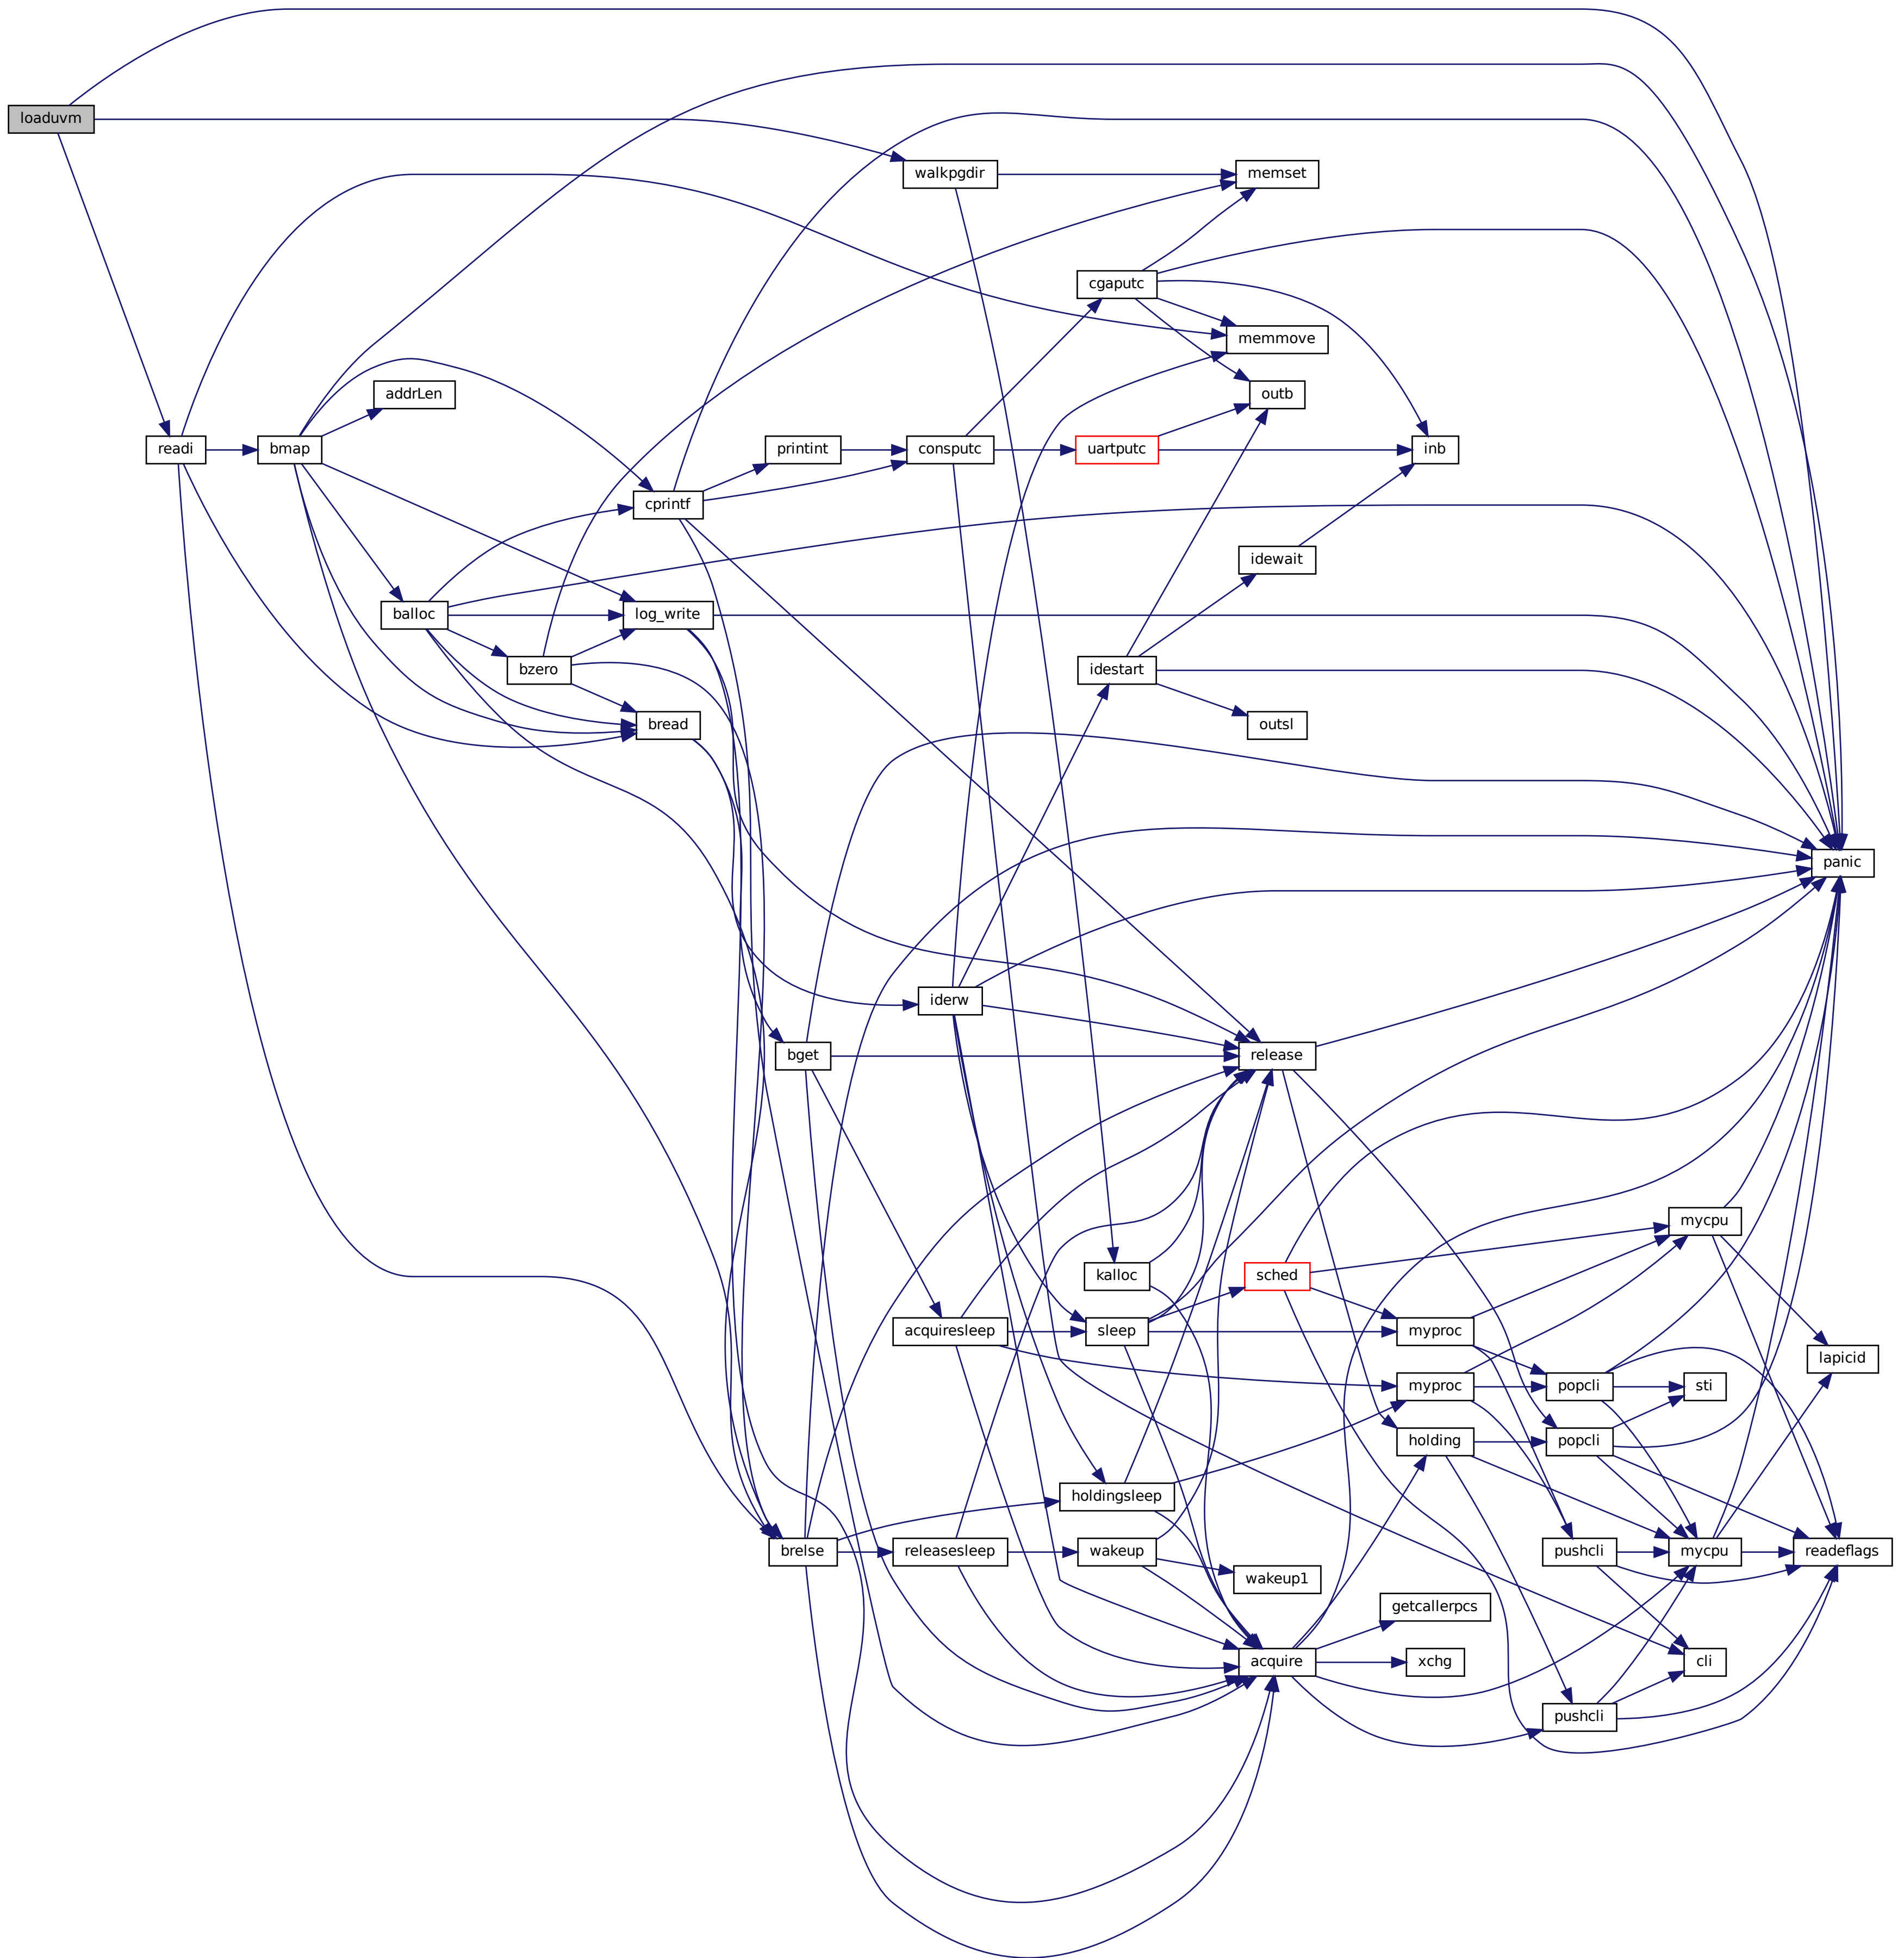 loaduvm
walkpgdir
memset
cgaputc
memmove
addrLen
outb
readi
bmap
printint
consputc
uartputc
inb
cprintf
idewait
balloc
log_write
bzero
idestart
bread
outsl
panic
iderw
bget
release
mycpu
kalloc
sched
acquiresleep
sleep
myproc
lapicid
myproc
popcli
sti
holding
popcli
holdingsleep
brelse
releasesleep
wakeup
pushcli
mycpu
readeflags
wakeup1
getcallerpcs
acquire
xchg
cli
pushcli